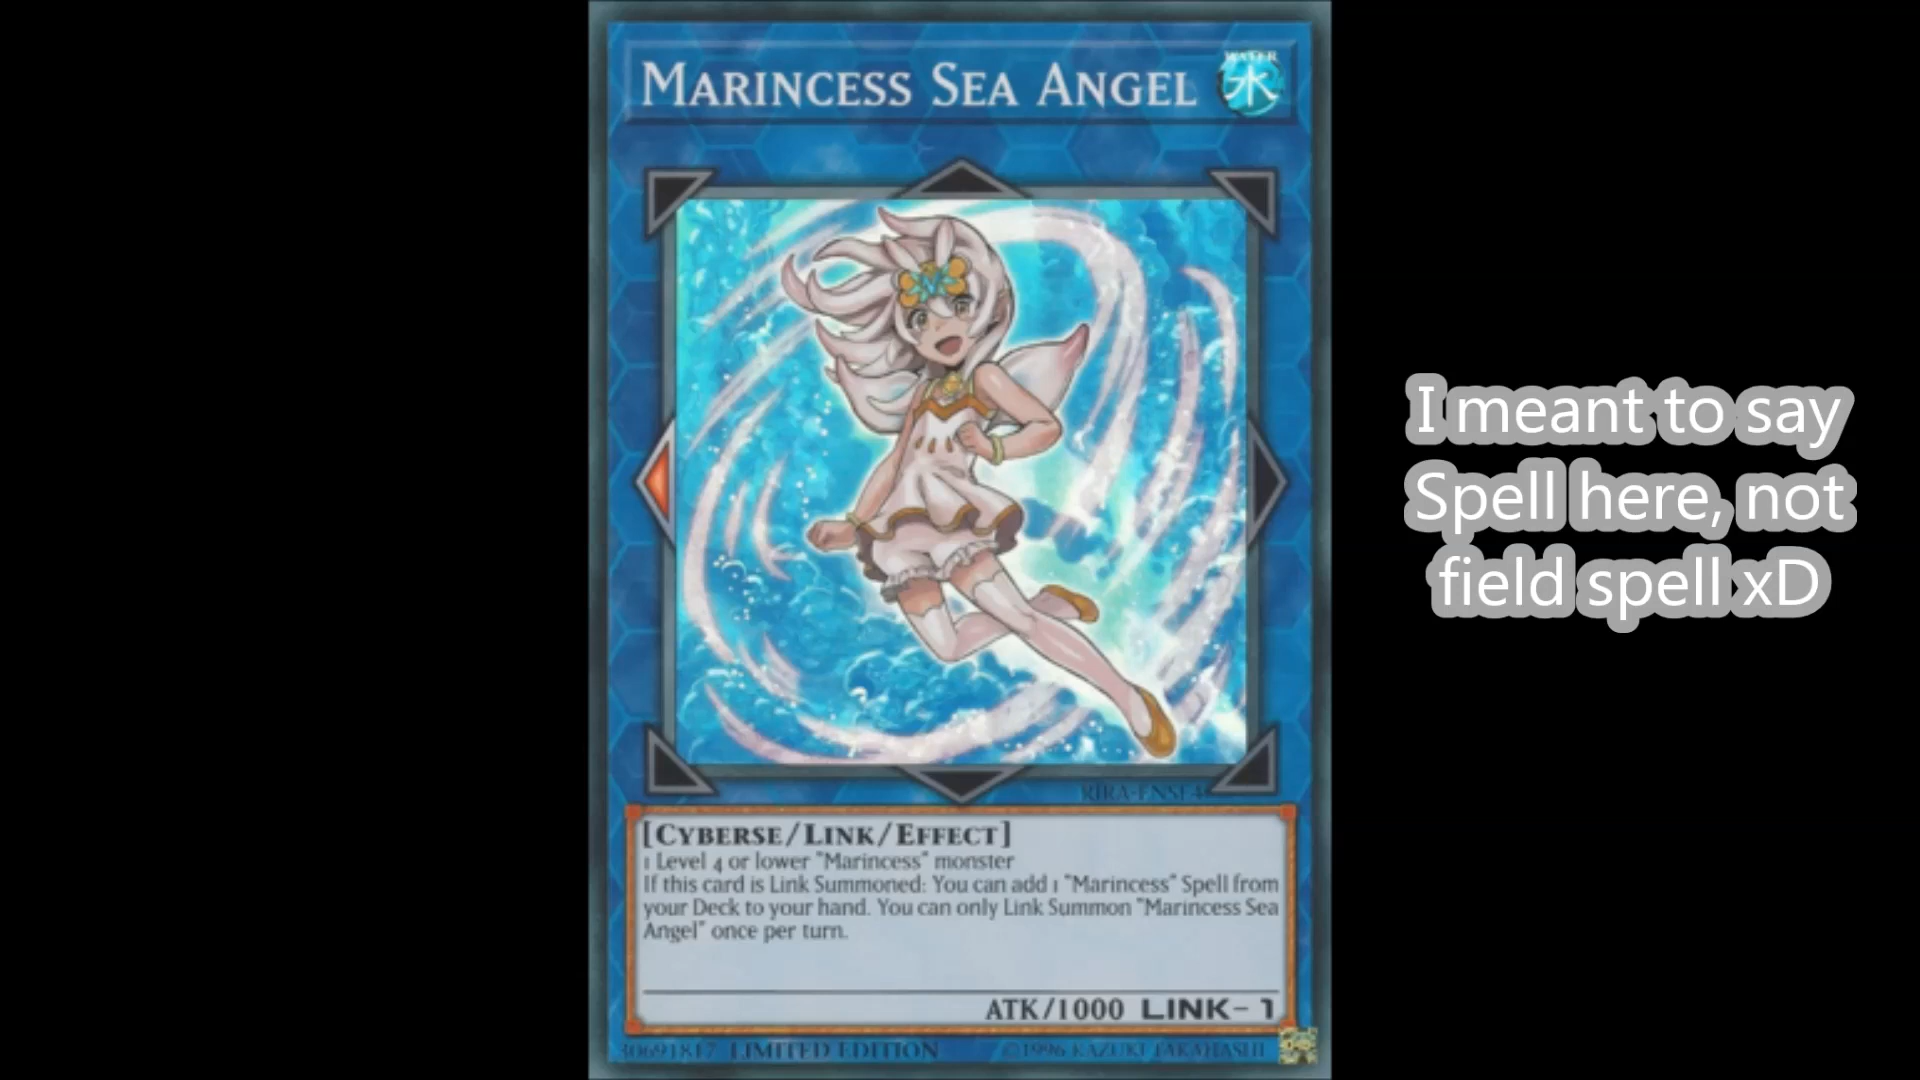 MARINCESS SEA ANGEL
WATER
水
I meant to say
Spell here, not
field spell xD
[CYBERSE/LINK/EFFECT]
1 Level 4 or lower "Marincess" monster
If this card is Link Summoned: You can add 1 "Marincess" Spell from
your Deck to your hand. You can only Link Summon "Marincess Sea
Angel" once per turn.
ATK/1000 LINK-1
30691817 LIMITED EDITION
©1996 KAZUKI TAKAHASHI